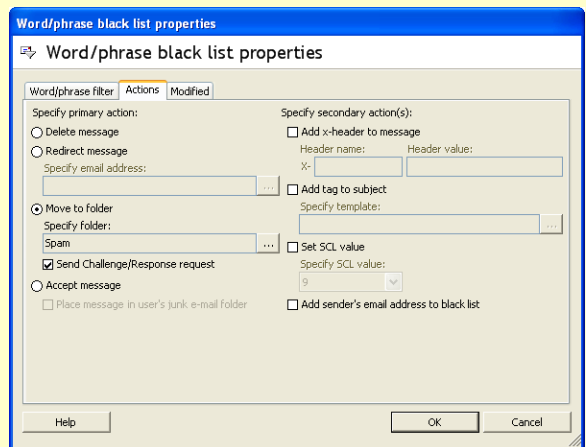 Word/phrase black list properties
Word/phrase black list properties
Word/phrase filter Actions Modified
Specify primary action:
Delete message
Redirect message
Specify email address:
...
Move to folder
Specify folder:
Spam ...
Send Challenge/Response request
Accept message
Place message in user's junk e-mail folder
Specify secondary action(s):
Add x-header to message
Header name: Header value:
X-
Add tag to subject
Specify template:
...
Set SCL value
Specify SCL value:
9
Add sender's email address to black list
Help OK Cancel